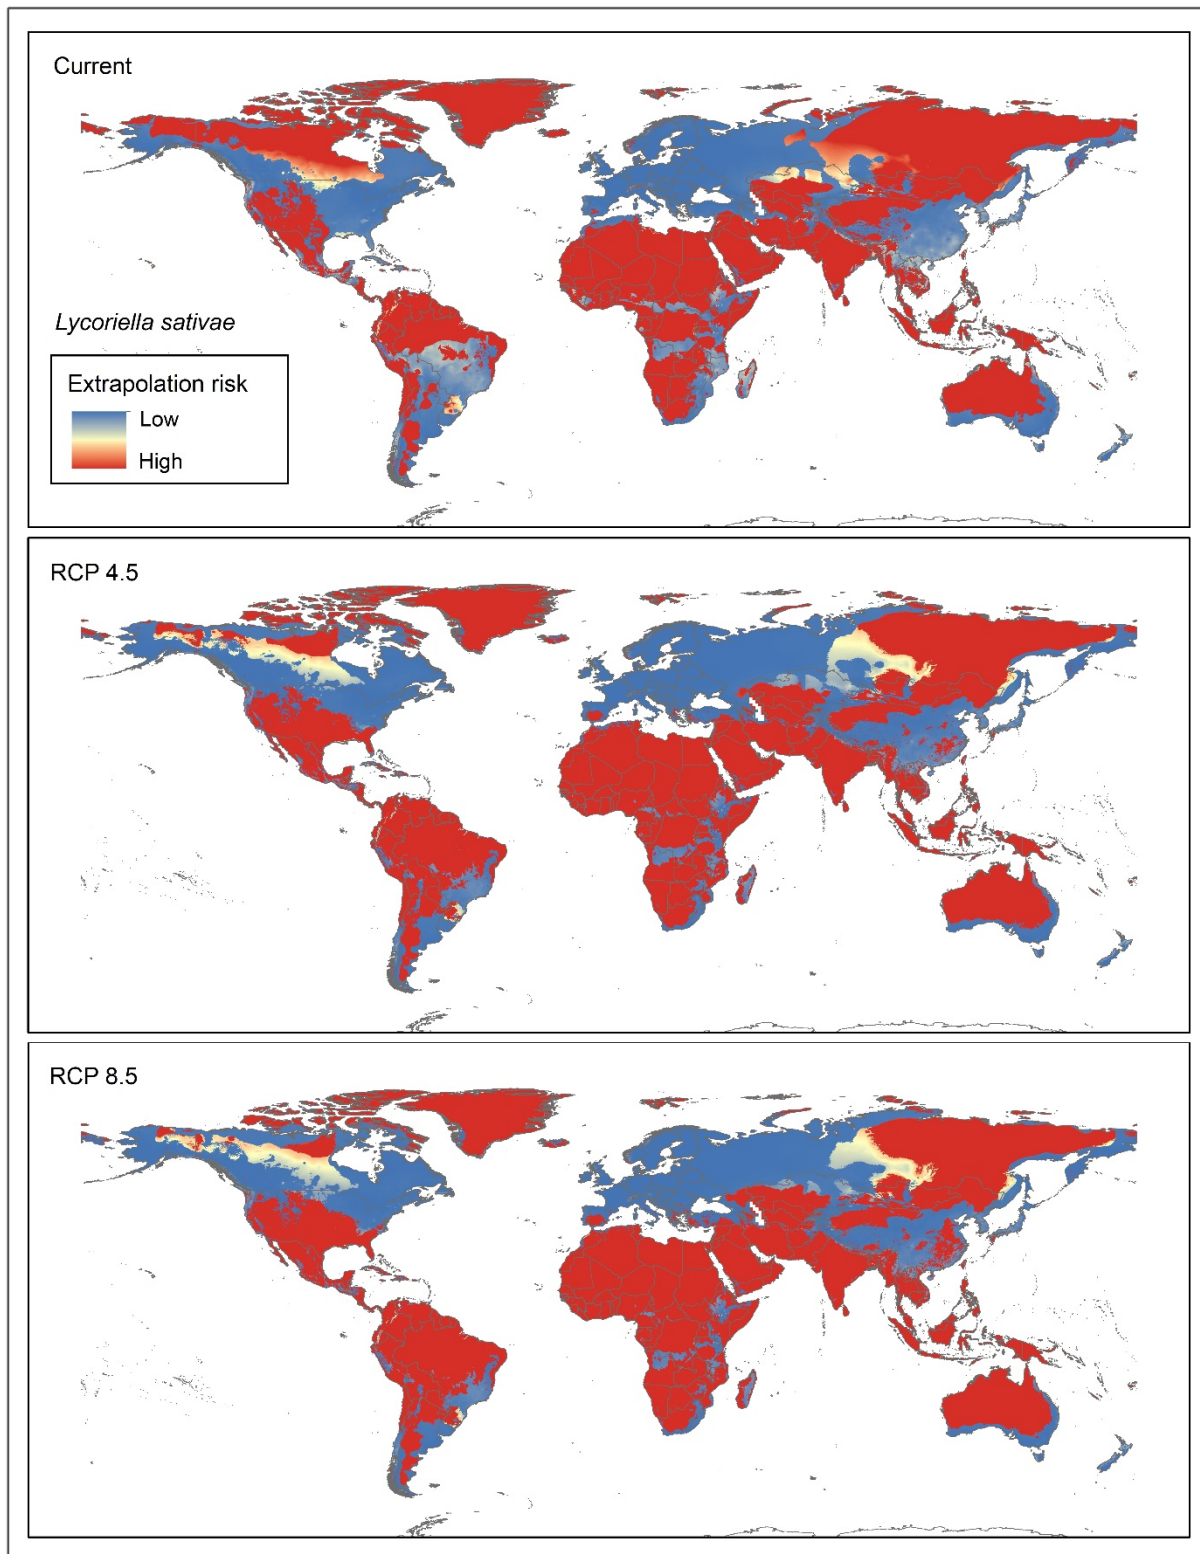 Current
Lycoriella sativae
Extrapolation risk
Low
High
RCP 4.5
RCP 8.5